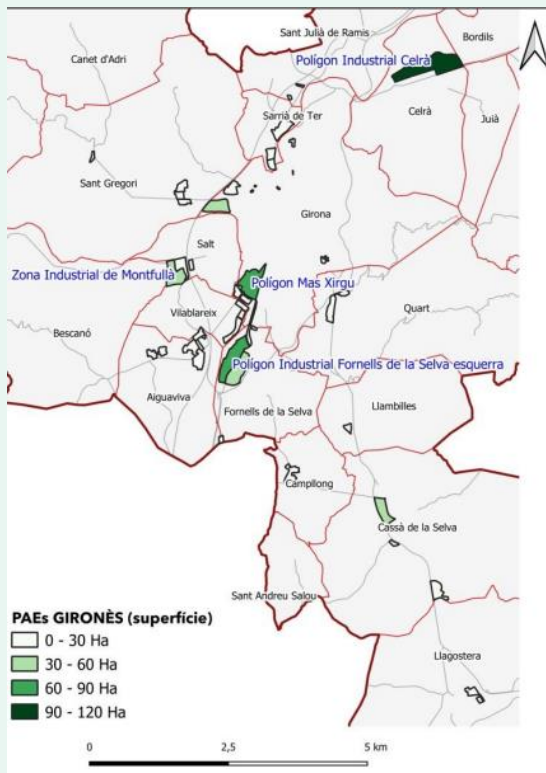 Sant Julià de Ramis
Bordils
Canet d'Adri
Polígon Industrial Celrà
Sarrià de Ter
Celrà
Juià
Sant Gregori
Girona
Salt
Zona Industrial de Montfullà
Polígon Mas Xirgu
Vilablareix
Quart
Bescanó
Polígon Industrial Fornells de la Selva esquerra
Aiguaviva
Fornells de la Selva
Llambilles
Campllong
Cassà de la Selva
Sant Andreu Salou
PAEs GIRONÈS (superfície)
0 - 30 Ha
30 - 60 Ha
60 - 90 Ha
90 - 120 Ha
Llagostera
0 2,5 5 km